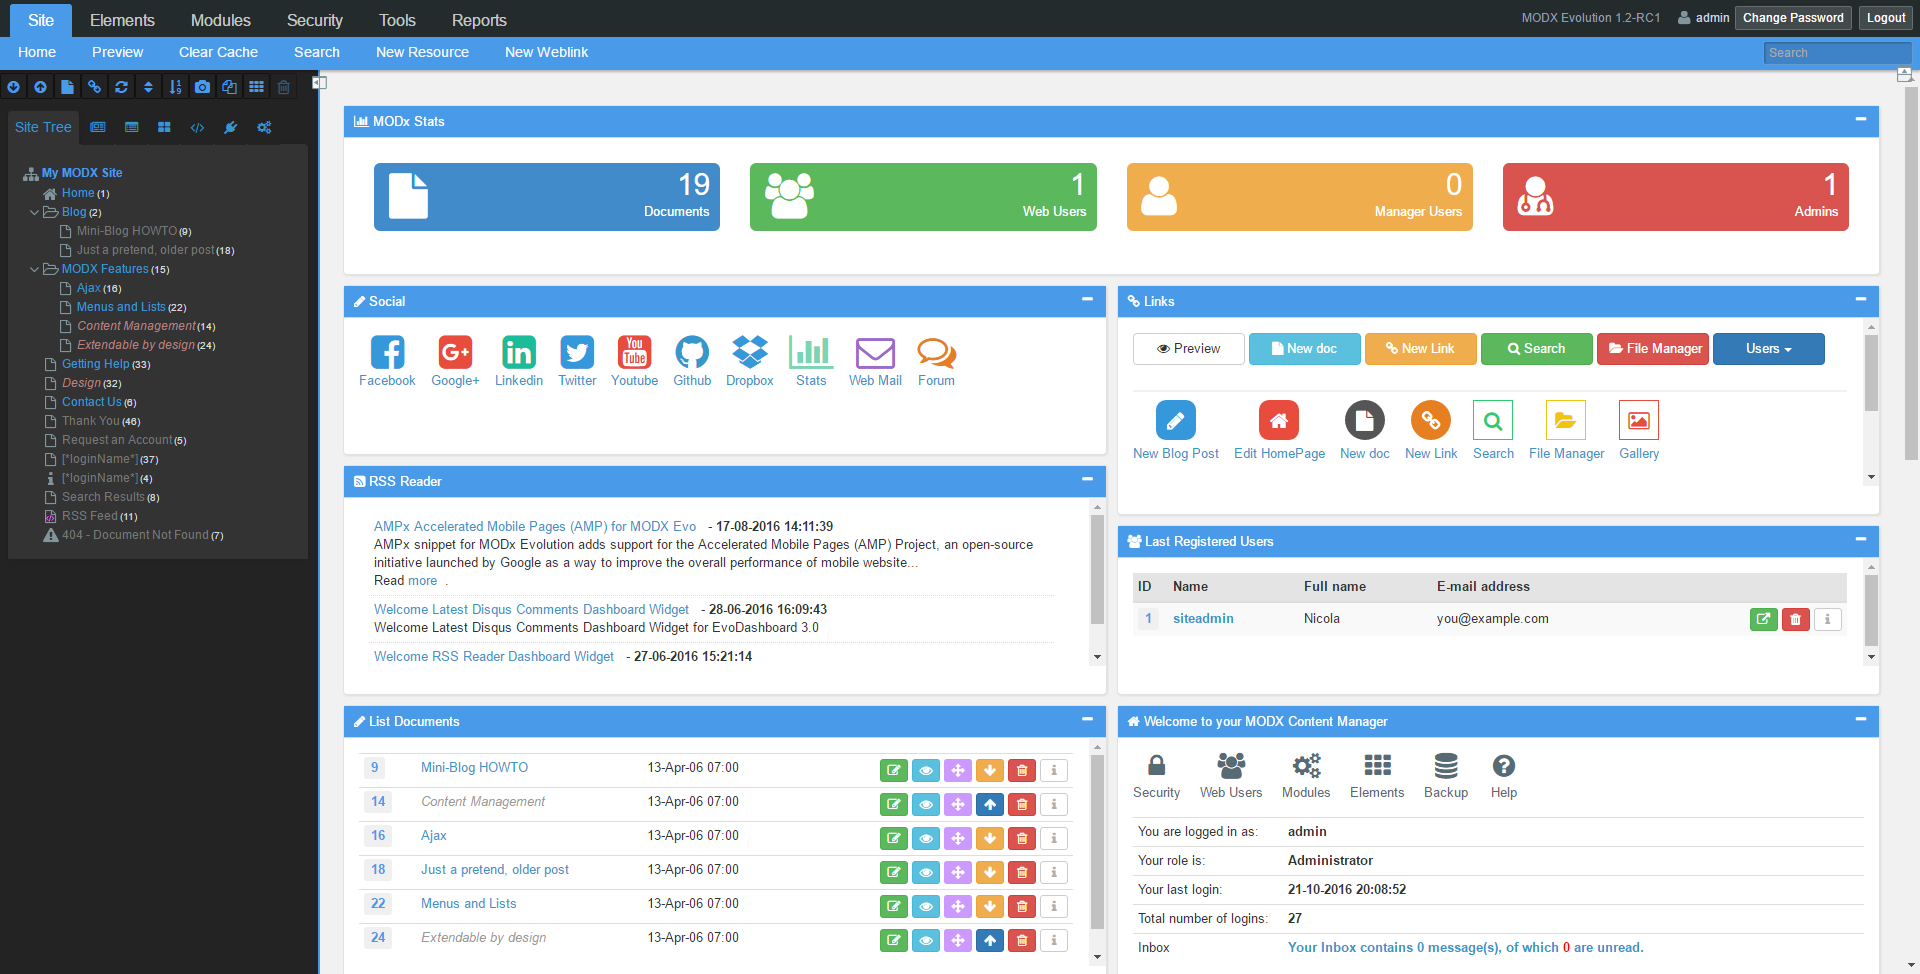 Site Elements Modules Security Tools Reports
MODX Evolution 1.2-RC1 admin Change Password Logout
Home Preview Clear Cache Search New Resource New Weblink
Search
Site Tree
My MODX Site
Home (1)
Blog (2)
Mini-Blog HOWTO (9)
Just a pretend, older post (18)
MODX Features (15)
Ajax (16)
Menus and Lists (22)
Content Management (14)
Extendable by design (24)
Getting Help (33)
Design (32)
Contact Us (6)
Thank You (46)
Request an Account (5)
[*loginName*] (37)
[*loginName*] (4)
Search Results (8)
RSS Feed (11)
404 - Document Not Found (7)
MODx Stats
19
Documents
1
Web Users
0
Manager Users
1
Admins
Social
Facebook Google+ Linkedin Twitter Youtube Github Dropbox Stats Web Mail Forum
Links
Preview New doc New Link Search File Manager Users
New Blog Post Edit HomePage New doc New Link Search File Manager Gallery
RSS Reader
AMPx Accelerated Mobile Pages (AMP) for MODX Evo - 17-08-2016 14:11:39
AMPx snippet for MODx Evolution adds support for the Accelerated Mobile Pages (AMP) Project, an open-source
initiative launched by Google as a way to improve the overall performance of mobile website...
Read more .
Welcome Latest Disqus Comments Dashboard Widget - 28-06-2016 16:09:43
Welcome Latest Disqus Comments Dashboard Widget for EvoDashboard 3.0
Welcome RSS Reader Dashboard Widget - 27-06-2016 15:21:14
Last Registered Users
ID Name Full name E-mail address
1 siteadmin Nicola you@example.com
List Documents
9 Mini-Blog HOWTO 13-Apr-06 07:00
14 Content Management 13-Apr-06 07:00
16 Ajax 13-Apr-06 07:00
18 Just a pretend, older post 13-Apr-06 07:00
22 Menus and Lists 13-Apr-06 07:00
24 Extendable by design 13-Apr-06 07:00
Welcome to your MODX Content Manager
Security Web Users Modules Elements Backup Help
You are logged in as: admin
Your role is: Administrator
Your last login: 21-10-2016 20:08:52
Total number of logins: 27
Inbox Your Inbox contains 0 message(s), of which 0 are unread.